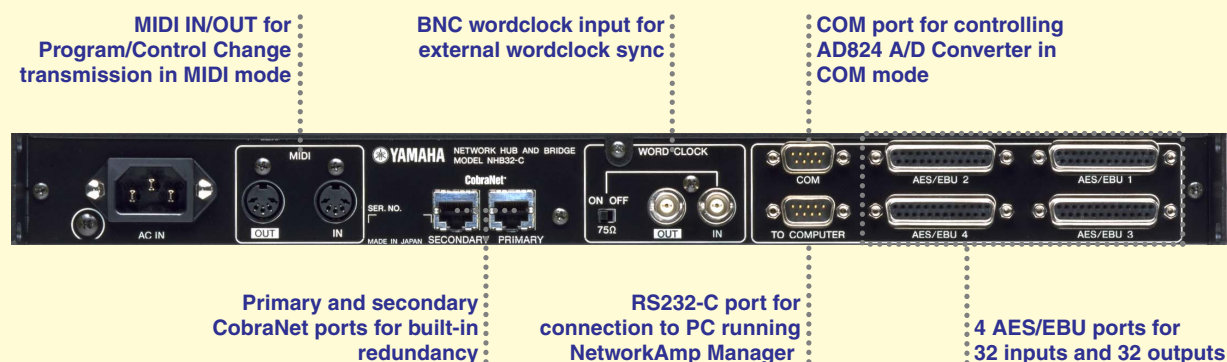 MIDI IN/OUT for
Program/Control Change
transmission in MIDI mode
BNC wordclock input for
external wordclock sync
COM port for controlling
AD824 A/D Converter in
COM mode
AC IN
MIDI
OUT
IN
YAMAHA
NETWORK HUB AND BRIDGE
MODEL NHB32-C
CobraNet™
SER. NO.
MADE IN JAPAN
SECONDARY
PRIMARY
WORD CLOCK
ON OFF
75Ω
OUT
IN
COM
TO COMPUTER
AES/EBU 2
AES/EBU 1
AES/EBU 4
AES/EBU 3
Primary and secondary
CobraNet ports for built-in
redundancy
RS232-C port for
connection to PC running
NetworkAmp Manager
4 AES/EBU ports for
32 inputs and 32 outputs